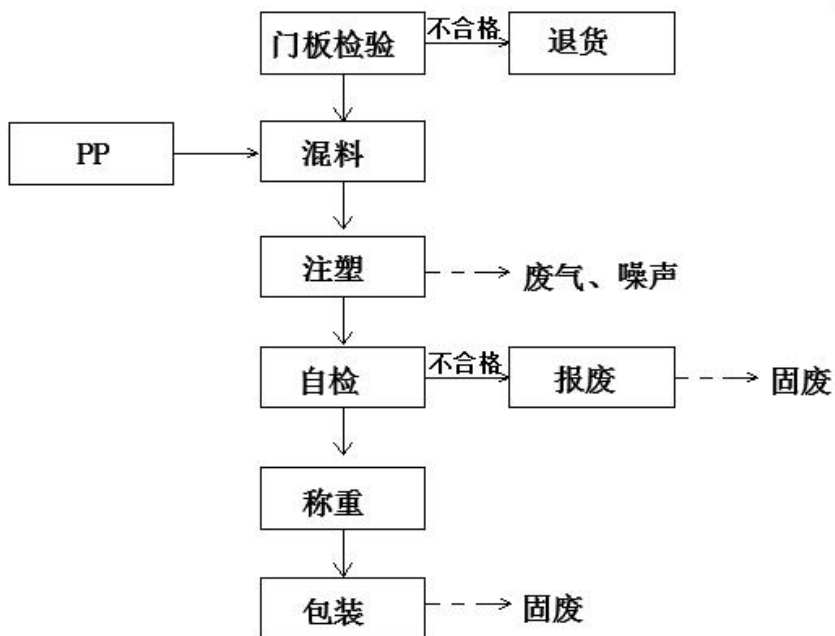 门板检验
不合格
退货
PP
混料
注塑
废气、噪声
自检
不合格
报废
固废
称重
包装
固废